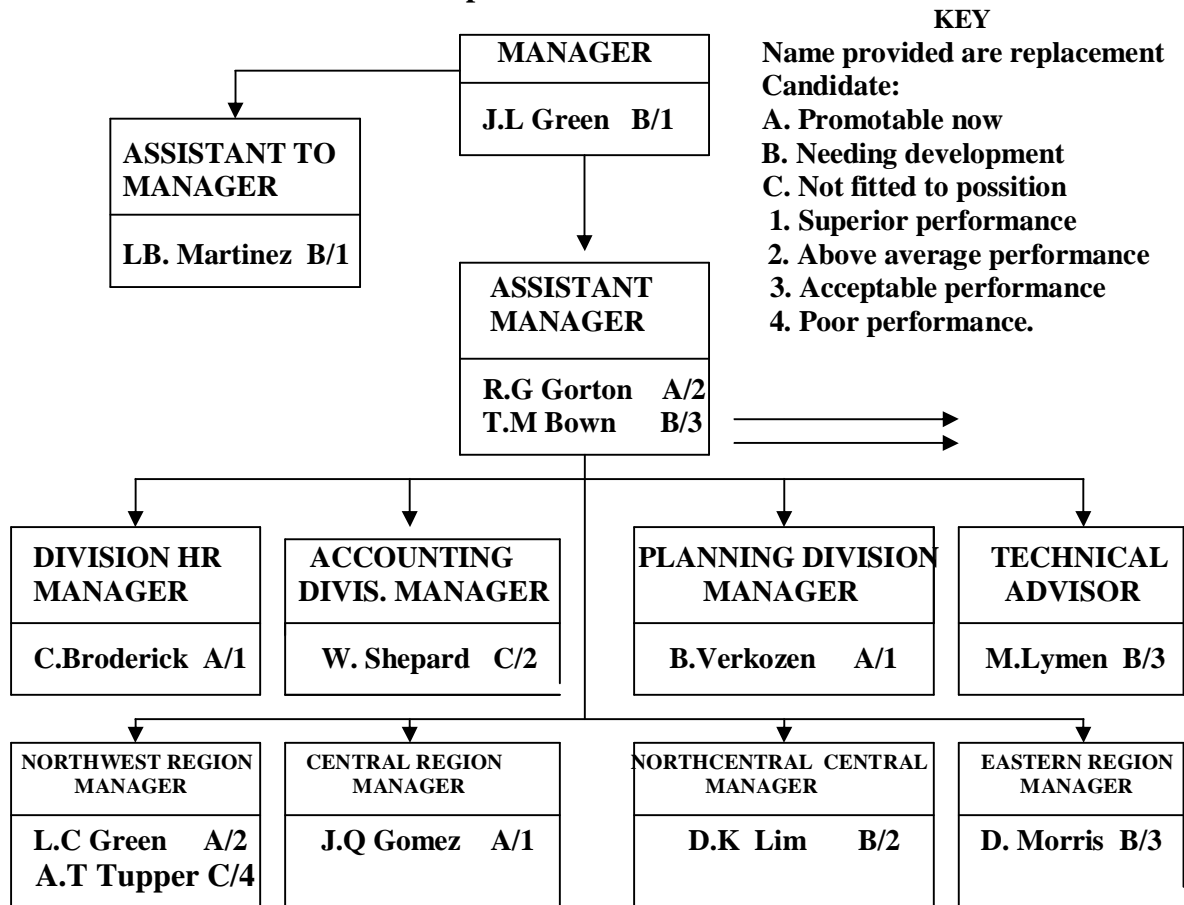 KEY
Name provided are replacement
Candidate:
A. Promotable now
B. Needing development
C. Not fitted to possition
1. Superior performance
2. Above average performance
3. Acceptable performance
4. Poor performance.
MANAGER
J.L Green B/1
ASSISTANT TO
MANAGER
LB. Martinez B/1
ASSISTANT
MANAGER
R.G Gorton A/2
T.M Bown B/3
DIVISION HR
MANAGER
C.Broderick A/1
ACCOUNTING
DIVIS. MANAGER
W. Shepard C/2
PLANNING DIVISION
MANAGER
B.Verkozen A/1
TECHNICAL
ADVISOR
M.Lymen B/3
NORTHWEST REGION
MANAGER
L.C Green A/2
A.T Tupper C/4
CENTRAL REGION
MANAGER
J.Q Gomez A/1
NORTHCENTRAL CENTRAL
MANAGER
D.K Lim B/2
EASTERN REGION
MANAGER
D. Morris B/3